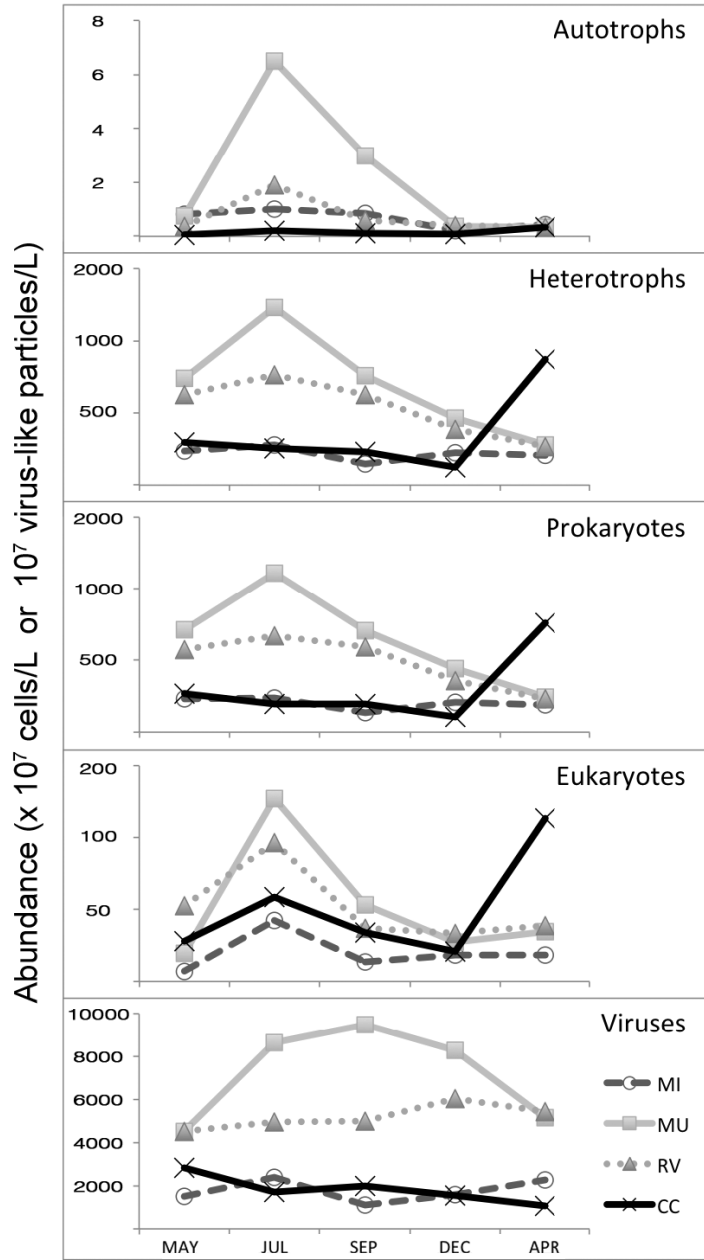 Abundance (x 10⁷ cells/L or 10⁷ virus-like particles/L)
Autotrophs
8
6
4
2
Heterotrophs
2000
1000
500
Prokaryotes
2000
1000
500
Eukaryotes
200
100
50
Viruses
10000
8000
6000
4000
2000
MI
MU
RV
CC
MAY JUL SEP DEC APR